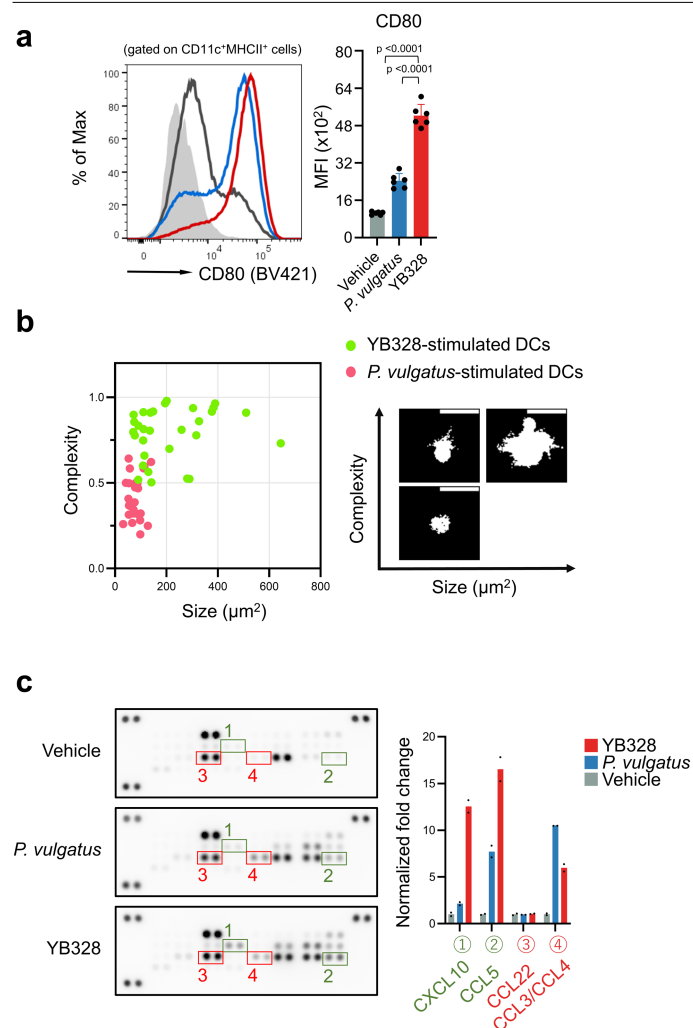 a
(gated on CD11c⁺MHCII⁺ cells)
% of Max
100
80
60
40
20
0
0
10⁴
10⁵
CD80 (BV421)
CD80
p <0.0001
p <0.0001
MFI (x10²)
80
64
48
32
16
0
Vehicle
P. vulgatus
YB328
b
YB328-stimulated DCs
P. vulgatus-stimulated DCs
Complexity
1.0
0.5
0.0
0
200
400
600
800
Size (μm²)
Complexity
Size (μm²)
c
Vehicle
1
3
4
2
P. vulgatus
1
3
4
2
YB328
1
3
4
2
Normalized fold change
20
15
10
5
0
YB328
P. vulgatus
Vehicle
①
②
③
④
CXCL10
CCL5
CCL22
CCL3/CCL4